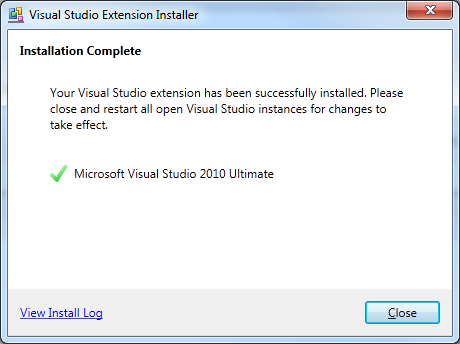 Visual Studio Extension Installer
Installation Complete
Your Visual Studio extension has been successfully installed. Please
close and restart all open Visual Studio instances for changes to
take effect.
Microsoft Visual Studio 2010 Ultimate
View Install Log
Close